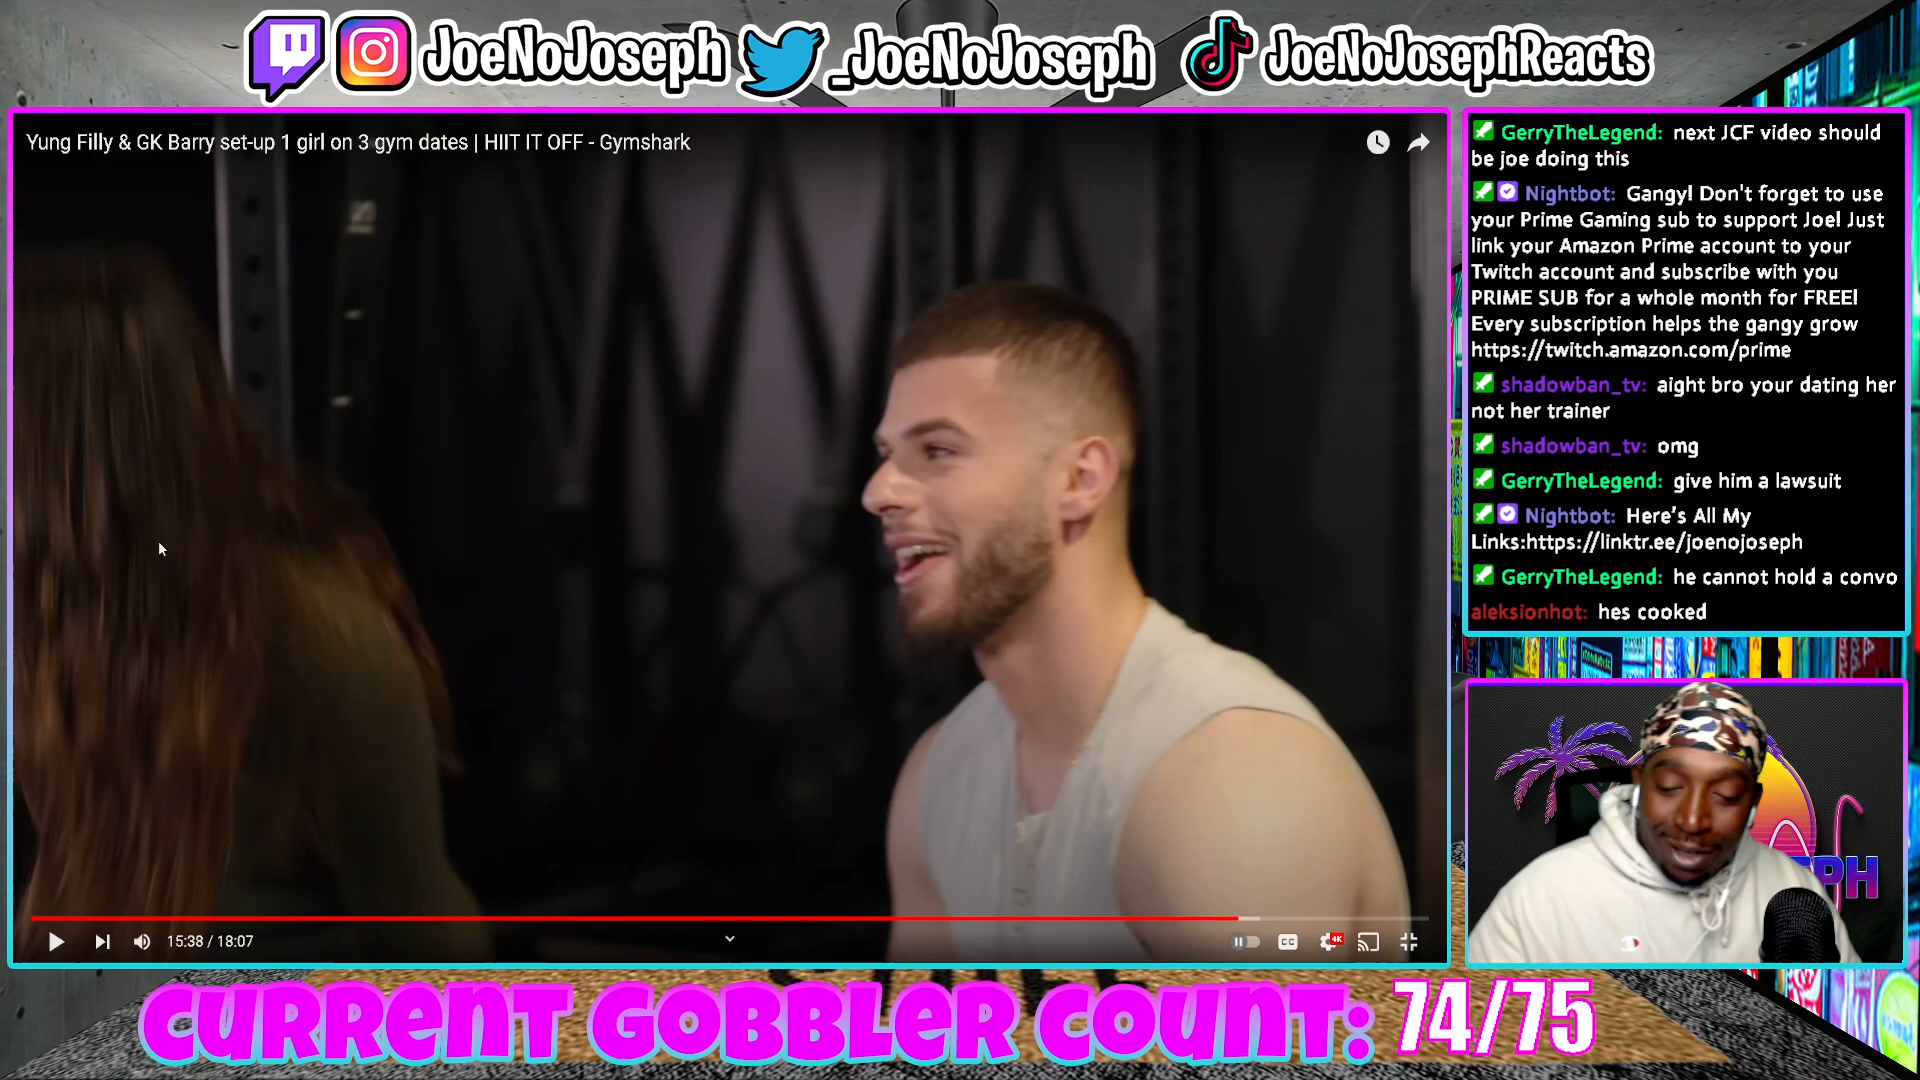 JoeNoJoseph _JoeNoJoseph JoeNoJosephReacts
Yung Filly & GK Barry set-up 1 girl on 3 gym dates | HIIT IT OFF - Gymshark
GerryTheLegend: next JCF video should
be joe doing this
Nightbot: Gangy! Don't forget to use
your Prime Gaming sub to support Joe! Just
link your Amazon Prime account to your
Twitch account and subscribe with you
PRIME SUB for a whole month for FREE!
Every subscription helps the gangy grow
https://twitch.amazon.com/prime
shadowban_tv: aight bro your dating her
not her trainer
shadowban_tv: omg
GerryTheLegend: give him a lawsuit
Nightbot: Here's All My
Links:https://linktr.ee/joenojoseph
GerryTheLegend: he cannot hold a convo
aleksionhot: hes cooked
PH
15:38 / 18:07
CC
4K
CURRENT GOBBLER COUNT: 74/75